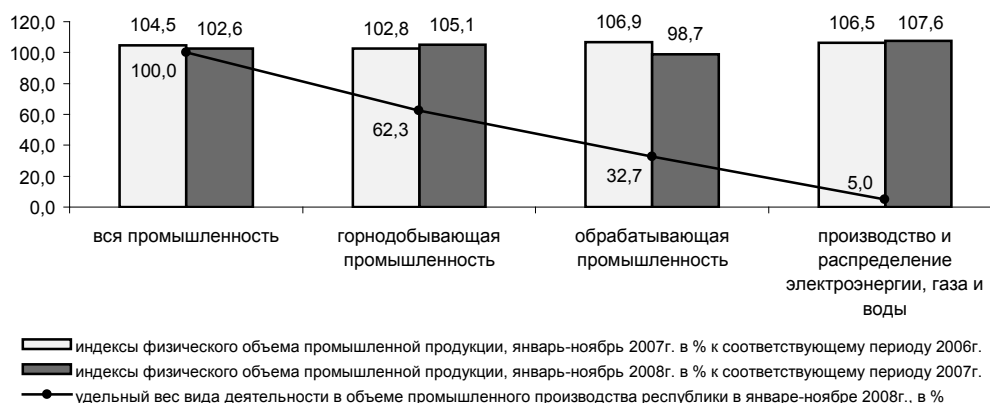 104,5 102,6 102,8 105,1 106,9 98,7 106,5 107,6
120,0
100,0
80,0
60,0
40,0
20,0
0,0
100,0
62,3
32,7
5,0
вся промышленность
горнодобывающая
промышленность
обрабатывающая
промышленность
производство и
распределение
электроэнергии, газа и
воды
индексы физического объема промышленной продукции, январь-ноябрь 2007г. в % к соответствующему периоду 2006г.
индексы физического объема промышленной продукции, январь-ноябрь 2008г. в % к соответствующему периоду 2007г.
удельный вес вида деятельности в объеме промышленного производства республики в январе-ноябре 2008г., в %